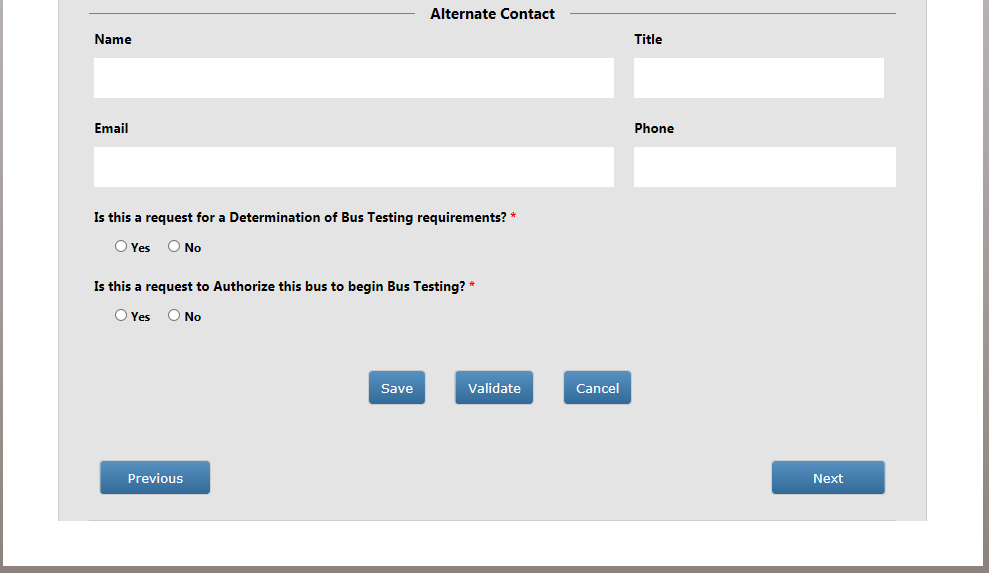 Alternate Contact
Name Title
Email Phone
Is this a request for a Determination of Bus Testing requirements? *
Yes No
Is this a request to Authorize this bus to begin Bus Testing? *
Yes No
Save Validate Cancel
Previous Next